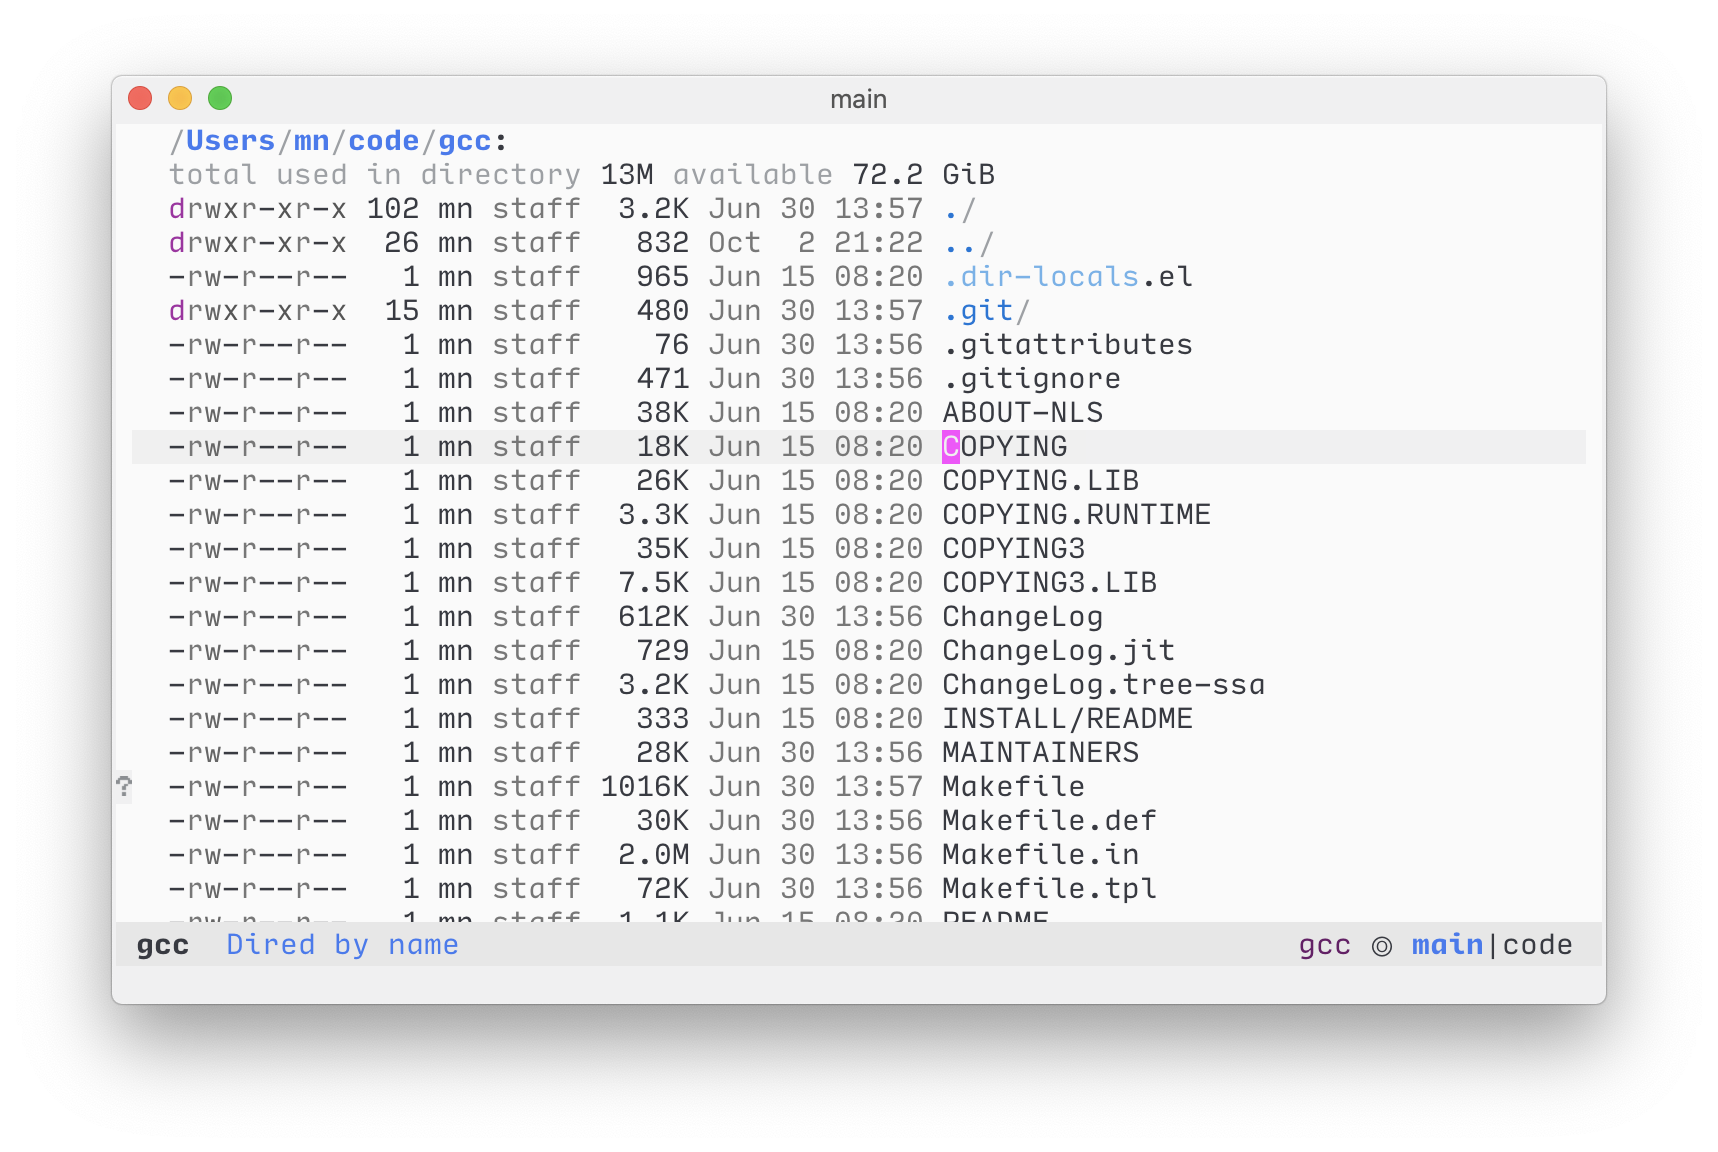 main
/Users/mn/code/gcc:
total used in directory 13M available 72.2 GiB
drwxr-xr-x 102 mn staff  3.2K Jun 30 13:57 ./
drwxr-xr-x  26 mn staff   832 Oct  2 21:22 ../
-rw-r--r--   1 mn staff   965 Jun 15 08:20 .dir-locals.el
drwxr-xr-x  15 mn staff   480 Jun 30 13:57 .git/
-rw-r--r--   1 mn staff    76 Jun 30 13:56 .gitattributes
-rw-r--r--   1 mn staff   471 Jun 30 13:56 .gitignore
-rw-r--r--   1 mn staff   38K Jun 15 08:20 ABOUT-NLS
-rw-r--r--   1 mn staff   18K Jun 15 08:20 COPYING
-rw-r--r--   1 mn staff   26K Jun 15 08:20 COPYING.LIB
-rw-r--r--   1 mn staff  3.3K Jun 15 08:20 COPYING.RUNTIME
-rw-r--r--   1 mn staff   35K Jun 15 08:20 COPYING3
-rw-r--r--   1 mn staff  7.5K Jun 15 08:20 COPYING3.LIB
-rw-r--r--   1 mn staff  612K Jun 30 13:56 ChangeLog
-rw-r--r--   1 mn staff   729 Jun 15 08:20 ChangeLog.jit
-rw-r--r--   1 mn staff  3.2K Jun 15 08:20 ChangeLog.tree-ssa
-rw-r--r--   1 mn staff   333 Jun 15 08:20 INSTALL/README
-rw-r--r--   1 mn staff   28K Jun 30 13:56 MAINTAINERS
? -rw-r--r--   1 mn staff 1016K Jun 30 13:57 Makefile
-rw-r--r--   1 mn staff   30K Jun 30 13:56 Makefile.def
-rw-r--r--   1 mn staff  2.0M Jun 30 13:56 Makefile.in
-rw-r--r--   1 mn staff   72K Jun 30 13:56 Makefile.tpl
-rw-r--r--   1 mn staff  1.1K Jun 15 08:20 README
gcc  Dired by name  gcc ◎ main|code